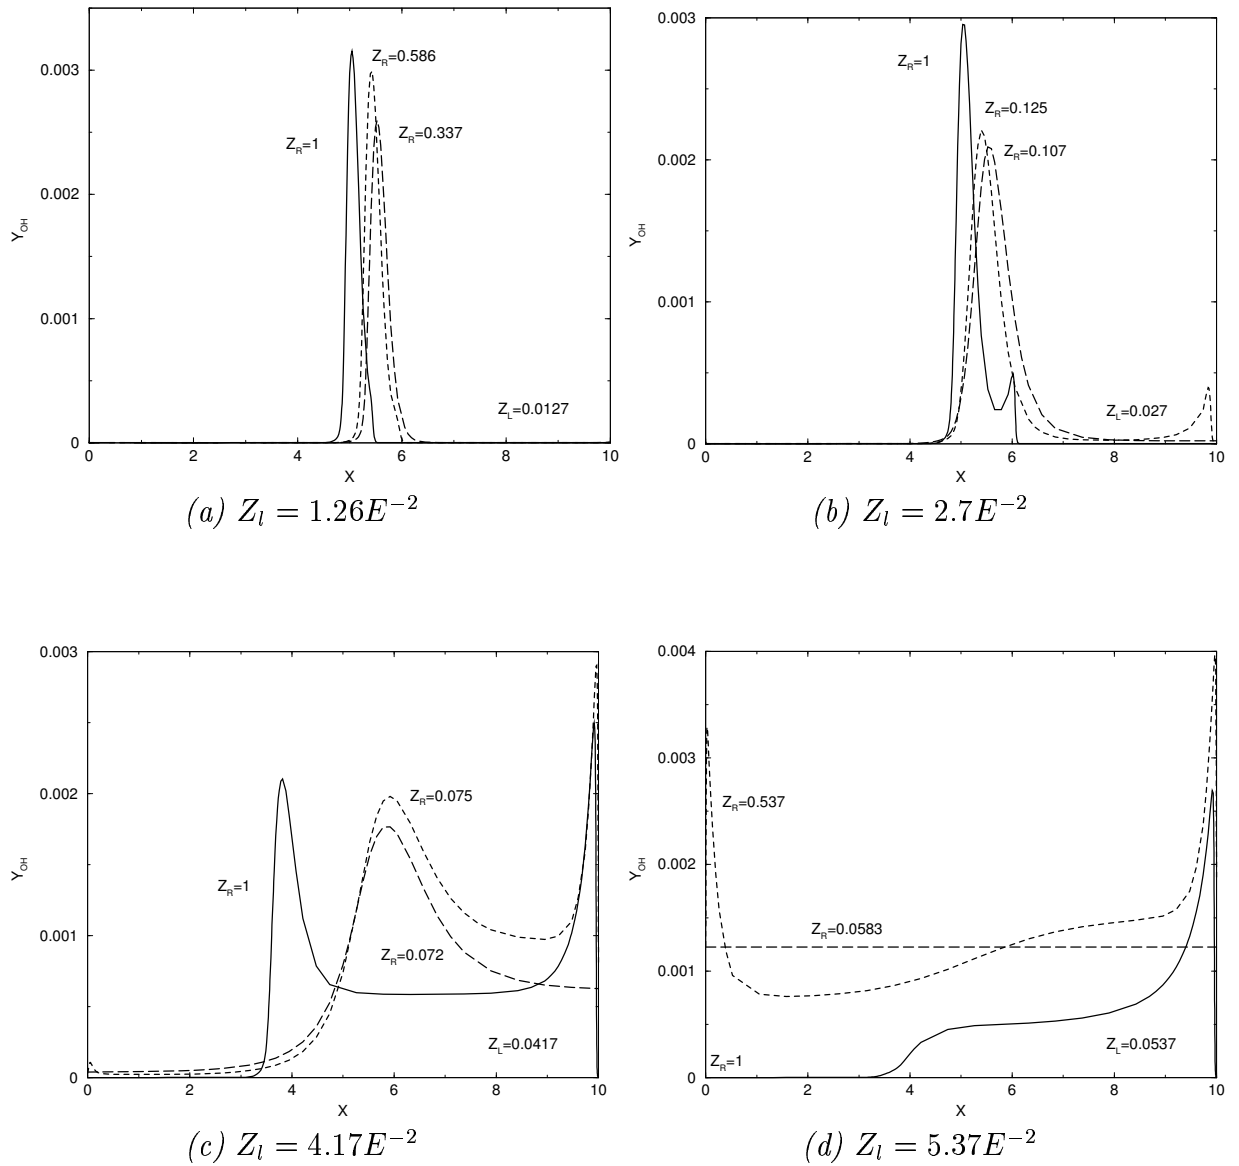 0.003
0.002
0.001
0
Y_OH
Z_R=0.586
Z_R=0.337
Z_R=1
Z_L=0.0127
0 2 4 6 8 10
X
(a) Z_l = 1.26E^{-2}
0.003
0.002
0.001
0
Y_OH
Z_R=1
Z_R=0.125
Z_R=0.107
Z_L=0.027
0 2 4 6 8 10
X
(b) Z_l = 2.7E^{-2}
0.003
0.002
0.001
0
Y_OH
Z_R=0.075
Z_R=1
Z_R=0.072
Z_L=0.0417
0 2 4 6 8 10
X
(c) Z_l = 4.17E^{-2}
0.004
0.003
0.002
0.001
0
Y_OH
Z_R=0.537
Z_R=0.0583
Z_L=0.0537
Z_R=1
0 2 4 6 8 10
X
(d) Z_l = 5.37E^{-2}